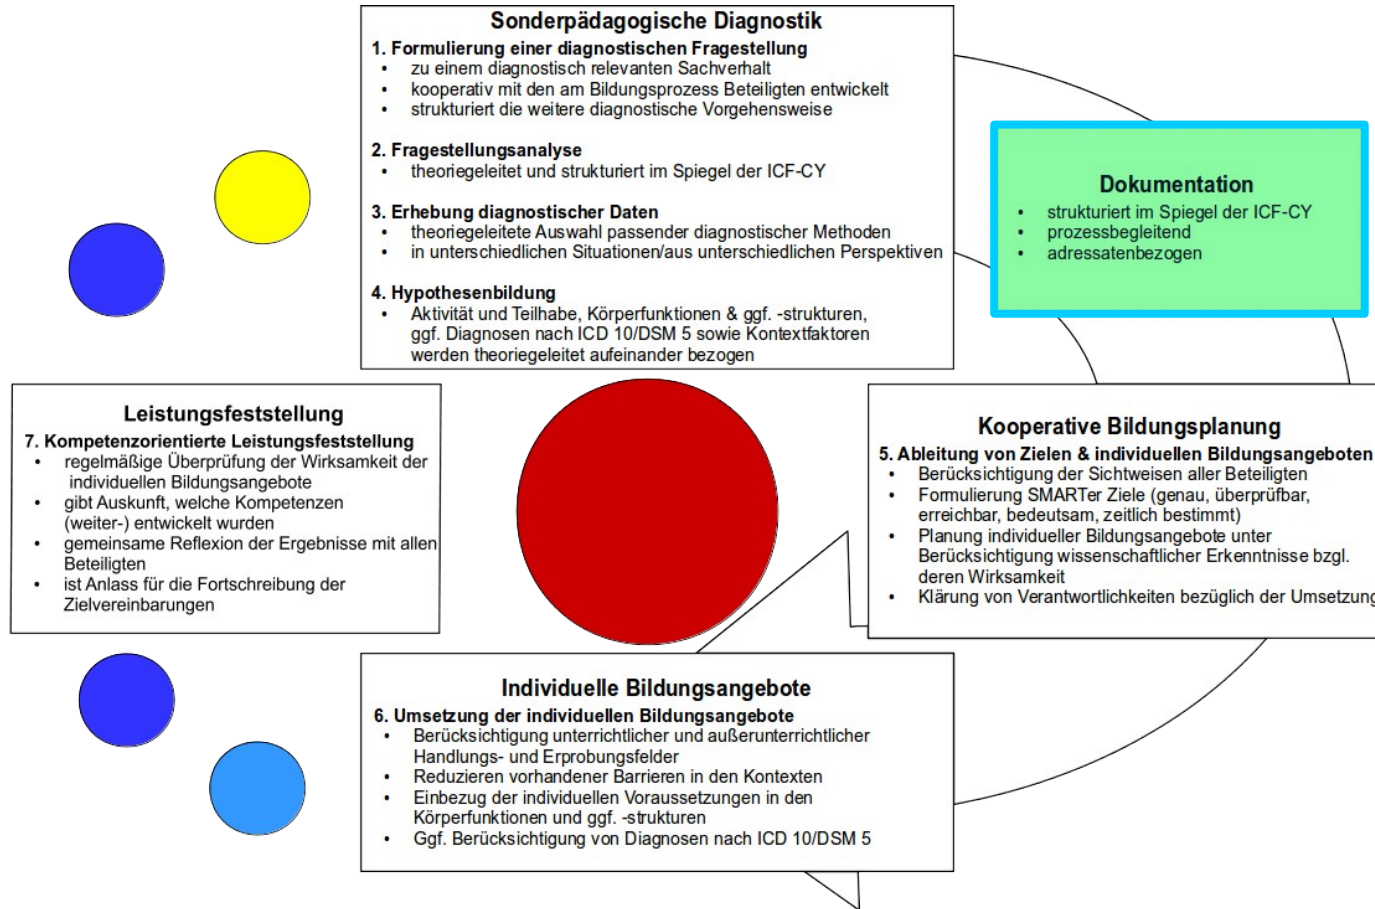 Sonderpädagogische Diagnostik
1. Formulierung einer diagnostischen Fragestellung
• zu einem diagnostisch relevanten Sachverhalt
• kooperativ mit den am Bildungsprozess Beteiligten entwickelt
• strukturiert die weitere diagnostische Vorgehensweise
2. Fragestellungsanalyse
• theoriegeleitet und strukturiert im Spiegel der ICF-CY
3. Erhebung diagnostischer Daten
• theoriegeleitete Auswahl passender diagnostischer Methoden
• in unterschiedlichen Situationen/aus unterschiedlichen Perspektiven
4. Hypothesenbildung
• Aktivität und Teilhabe, Körperfunktionen & ggf. -strukturen,
ggf. Diagnosen nach ICD 10/DSM 5 sowie Kontextfaktoren
werden theoriegeleitet aufeinander bezogen
Dokumentation
• strukturiert im Spiegel der ICF-CY
• prozessbegleitend
• adressatenbezogen
Leistungsfeststellung
7. Kompetenzorientierte Leistungsfeststellung
• regelmäßige Überprüfung der Wirksamkeit der
individuellen Bildungsangebote
• gibt Auskunft, welche Kompetenzen
(weiter-) entwickelt wurden
• gemeinsame Reflexion der Ergebnisse mit allen
Beteiligten
• ist Anlass für die Fortschreibung der
Zielvereinbarungen
Kooperative Bildungsplanung
5. Ableitung von Zielen & individuellen Bildungsangeboten
• Berücksichtigung der Sichtweisen aller Beteiligten
• Formulierung SMARTer Ziele (genau, überprüfbar,
erreichbar, bedeutsam, zeitlich bestimmt)
• Planung individueller Bildungsangebote unter
Berücksichtigung wissenschaftlicher Erkenntnisse bzgl.
deren Wirksamkeit
• Klärung von Verantwortlichkeiten bezüglich der Umsetzung
Individuelle Bildungsangebote
6. Umsetzung der individuellen Bildungsangebote
• Berücksichtigung unterrichtlicher und außerunterrichtlicher
Handlungs- und Erprobungsfelder
• Reduzieren vorhandener Barrieren in den Kontexten
• Einbezug der individuellen Voraussetzungen in den
Körperfunktionen und ggf. -strukturen
• Ggf. Berücksichtigung von Diagnosen nach ICD 10/DSM 5